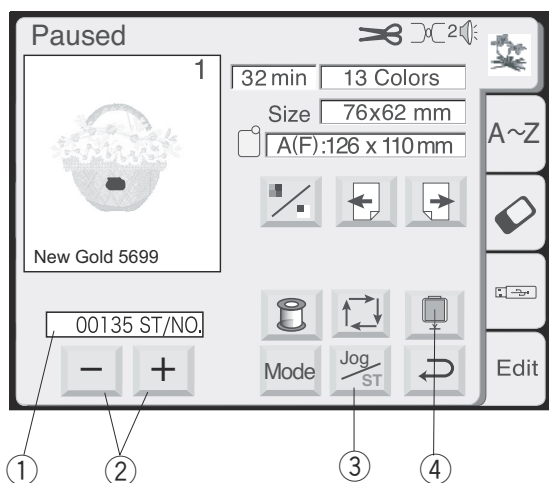 Paused
2
1
32 min
13 Colors
Size
76x62 mm
A(F):126 x 110 mm
A~Z
New Gold 5699
00135 ST/NO.
− +
Mode
Jog
ST
Edit
① ② ③ ④